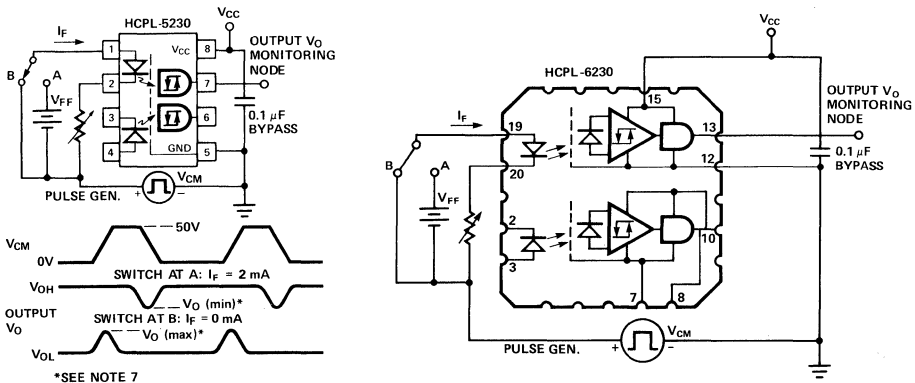 HCPL-5230
VCC
IF
1
VCC
8
OUTPUT VO
MONITORING
NODE
B
A
2
7
VFF
3
6
0.1 µF
BYPASS
4
GND
5
PULSE GEN.
+
VCM
−
VCM
50V
0V
SWITCH AT A: IF = 2 mA
VOH
VO (min)*
OUTPUT
VO
SWITCH AT B: IF = 0 mA
VO (max)*
VOL
*SEE NOTE 7
VCC
HCPL-6230
15
OUTPUT VO
MONITORING
NODE
IF
19
13
B
A
20
12
0.1 µF
BYPASS
VFF
2
10
3
7
8
PULSE GEN.
+
VCM
−